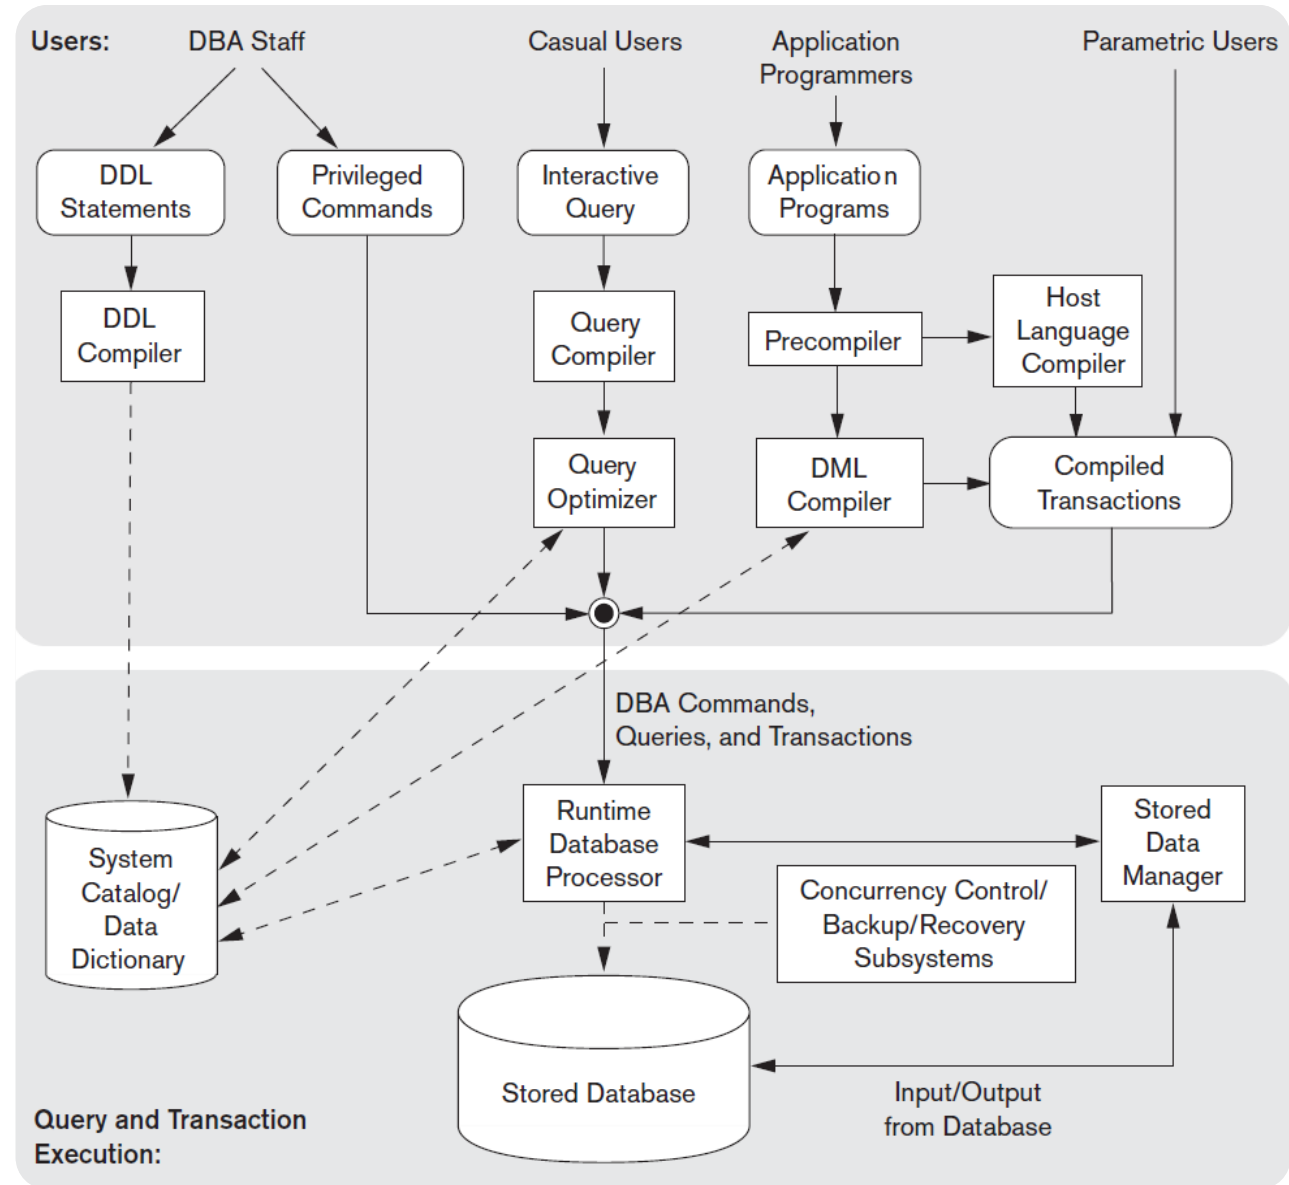 Users:
DBA Staff
Casual Users
Application
Programmers
Parametric Users
DDL
Statements
Privileged
Commands
Interactive
Query
Application
Programs
DDL
Compiler
Query
Compiler
Precompiler
Host
Language
Compiler
Query
Optimizer
DML
Compiler
Compiled
Transactions
DBA Commands,
Queries, and Transactions
System
Catalog/
Data
Dictionary
Runtime
Database
Processor
Stored
Data
Manager
Concurrency Control/
Backup/Recovery
Subsystems
Stored Database
Input/Output
from Database
Query and Transaction
Execution: